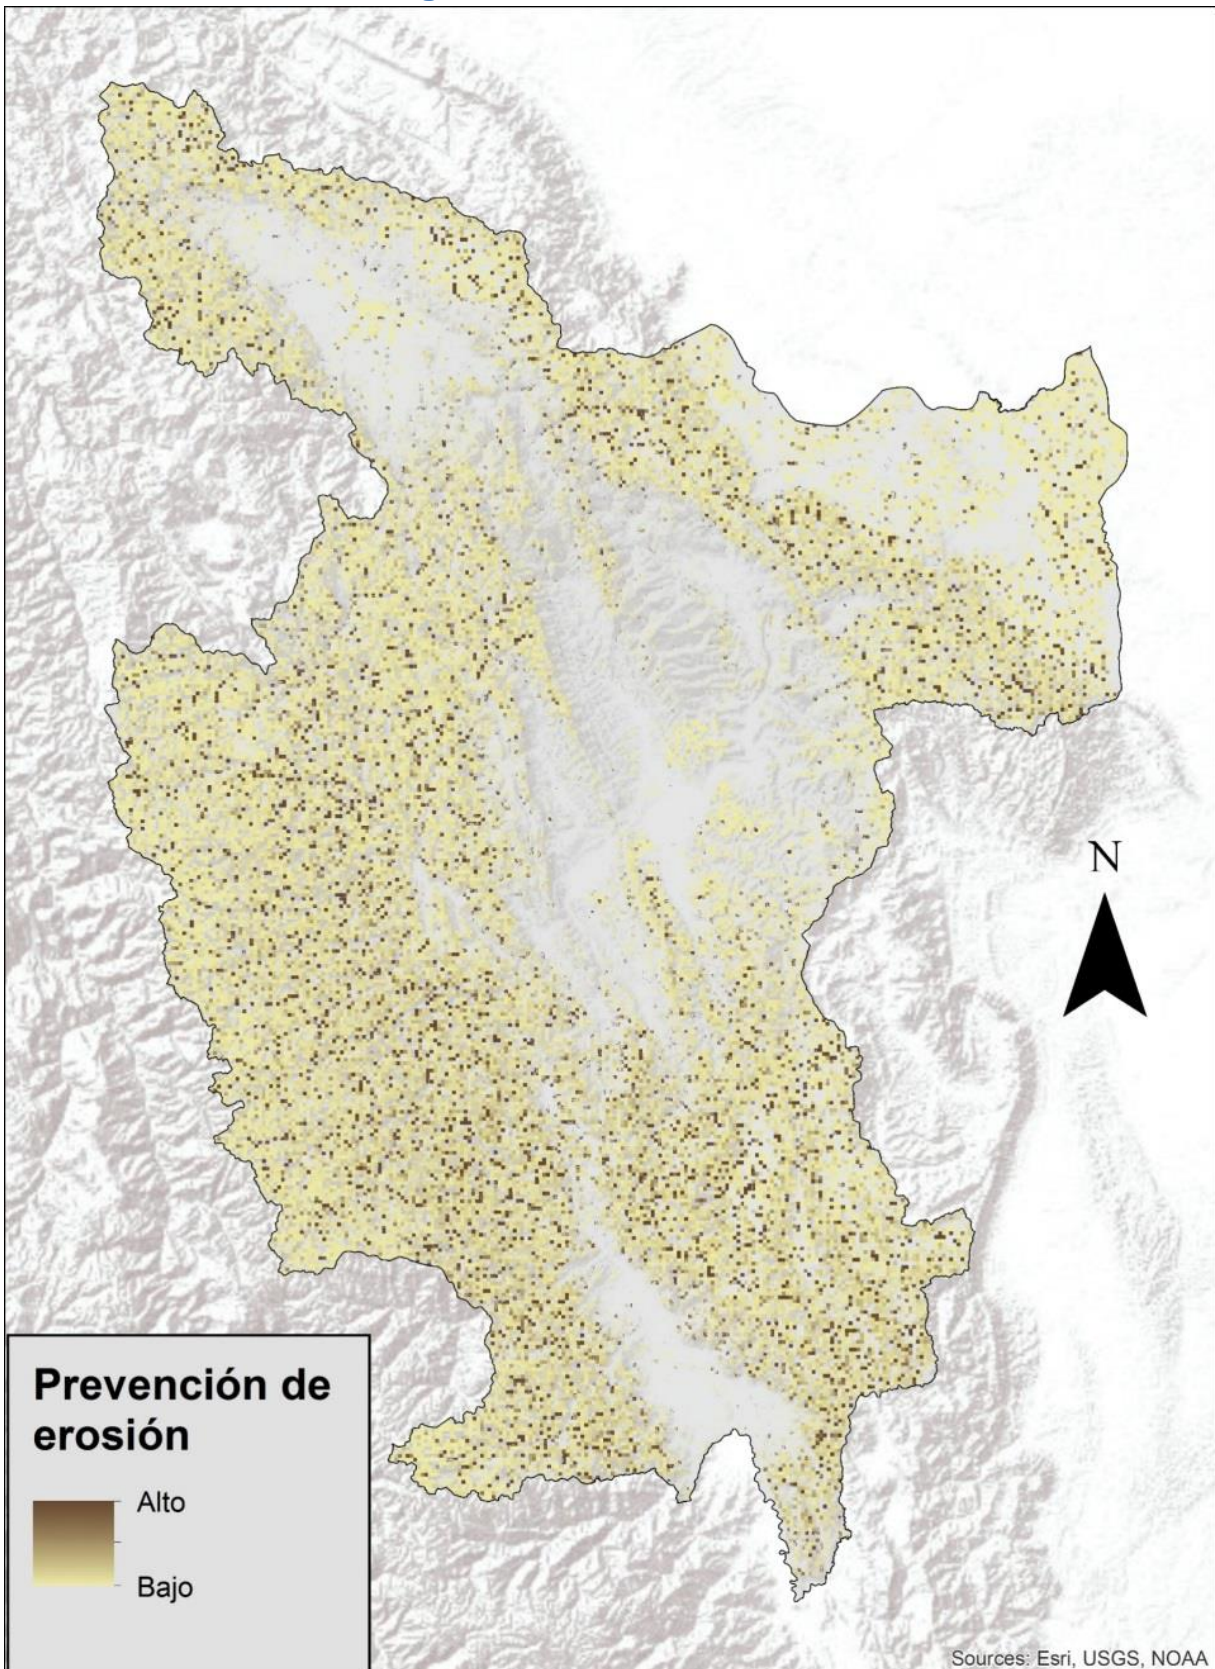 N
Prevención de
erosión
Alto
Bajo
Sources: Esri, USGS, NOAA